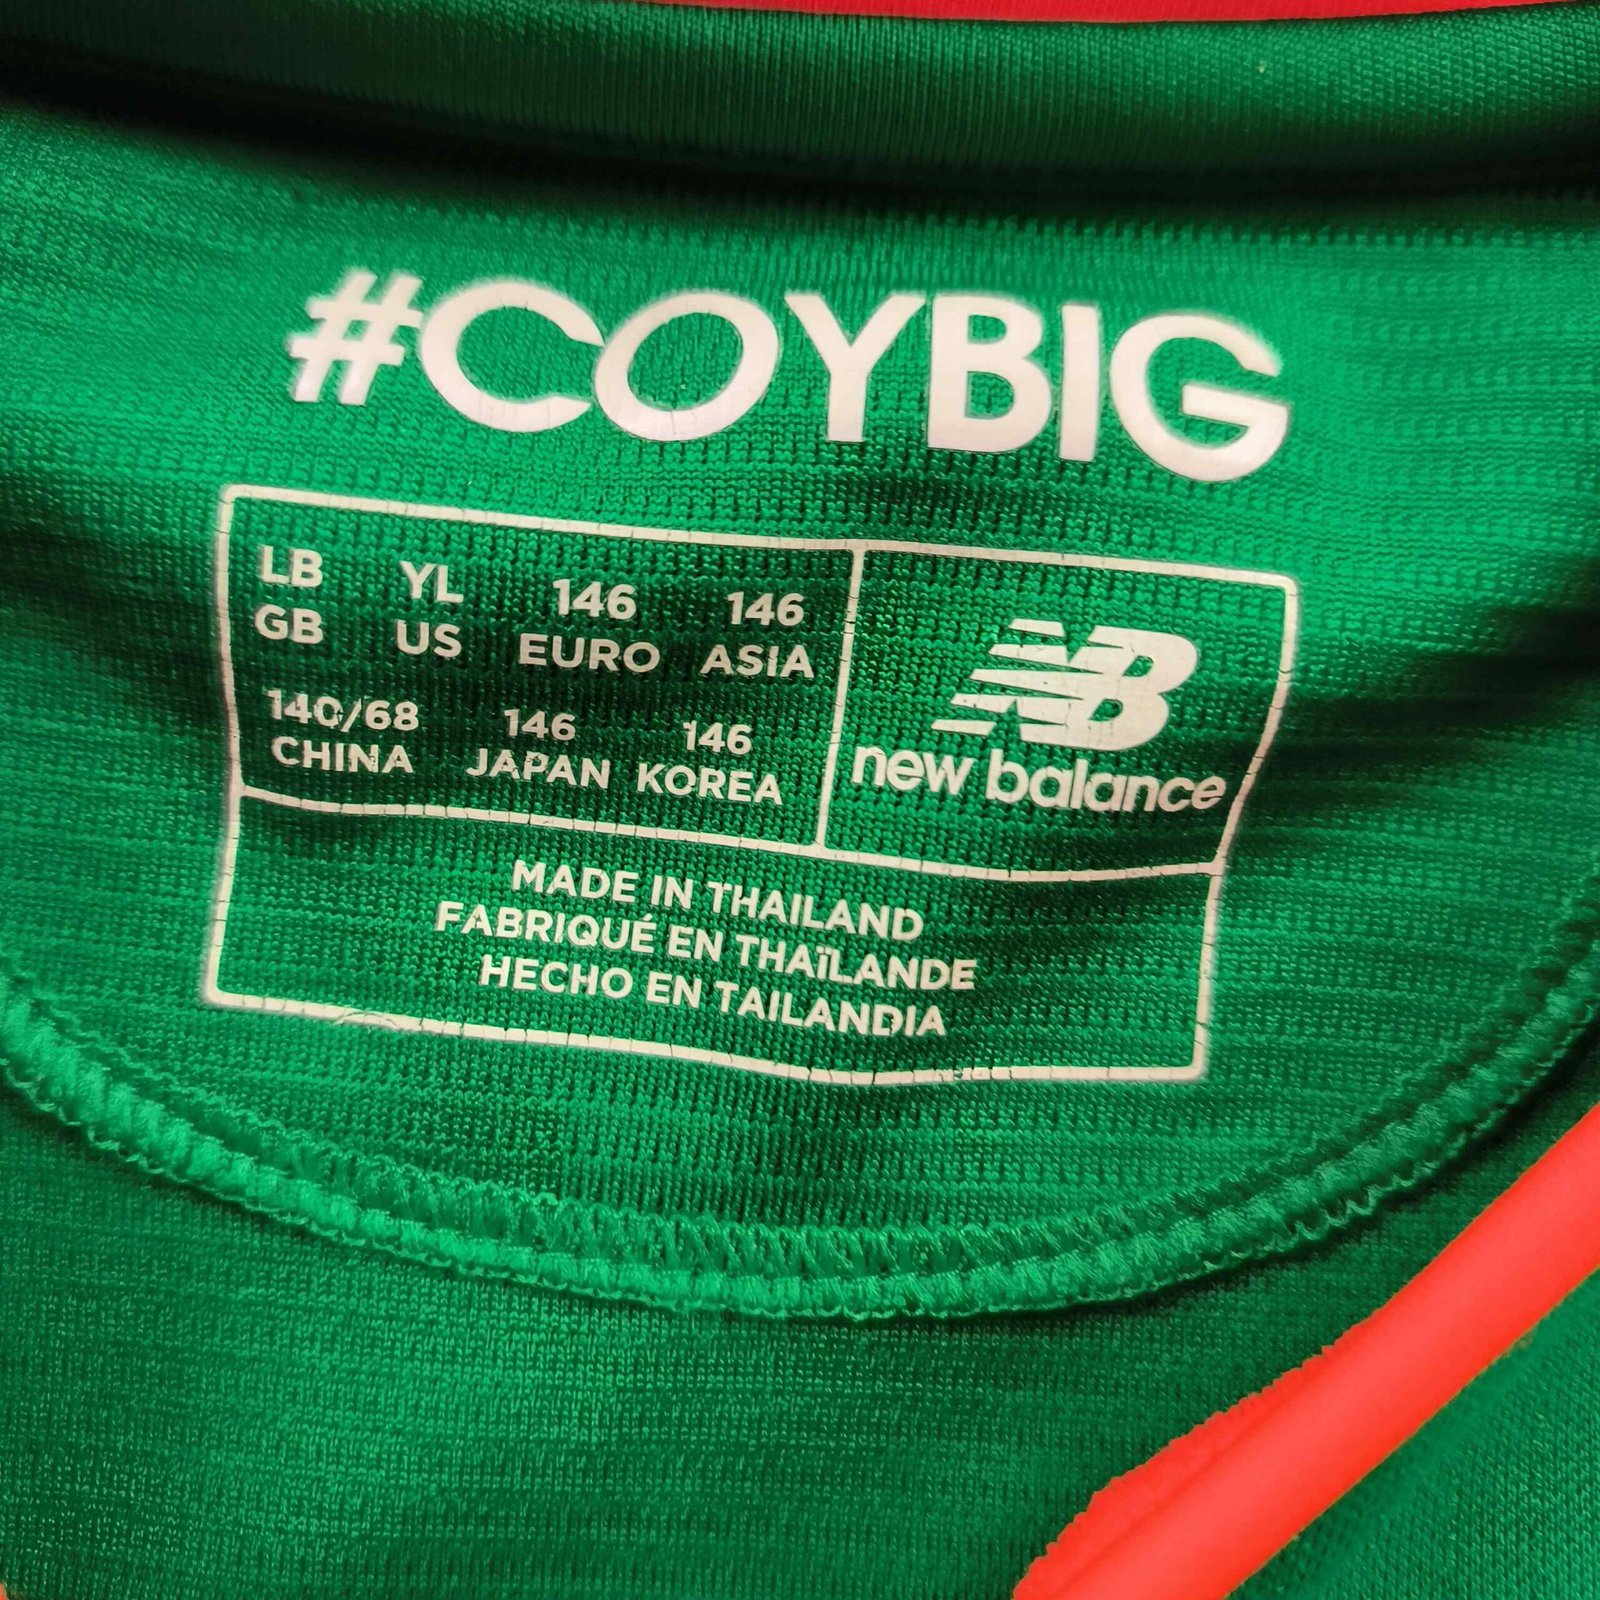 #COYBIG
LB YL 146 146
GB US EURO ASIA
140/68 146 146
CHINA JAPAN KOREA
NB
new balance
MADE IN THAILAND
FABRIQUÉ EN THAÏLANDE
HECHO EN TAILANDIA